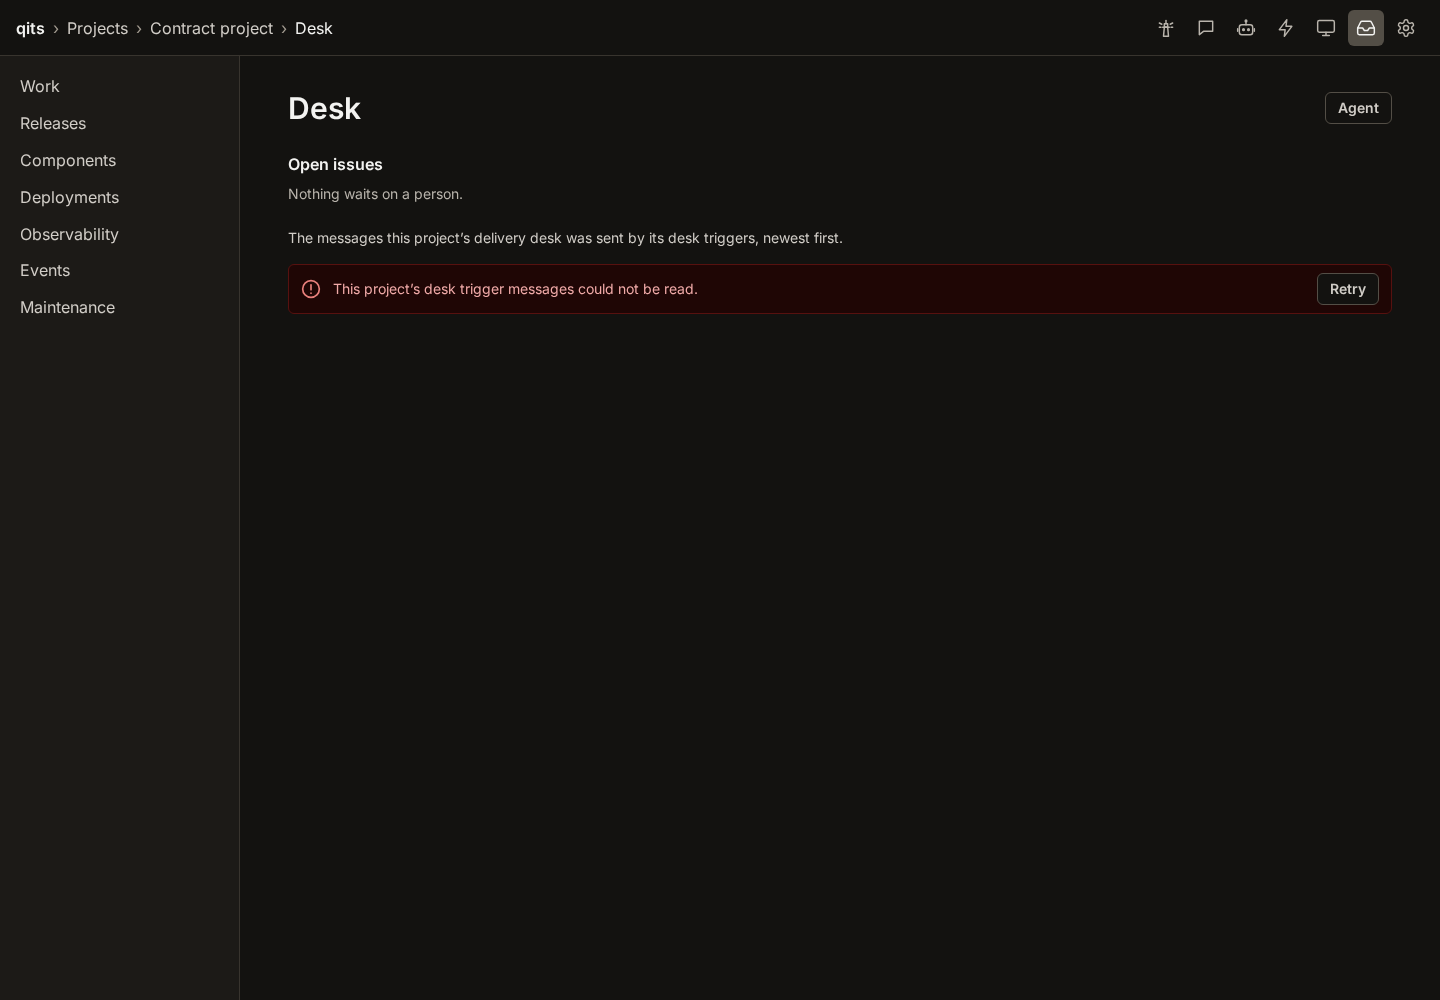 qits › Projects › Contract project › Desk
Work
Releases
Components
Deployments
Observability
Events
Maintenance
Desk
Agent
Open issues
Nothing waits on a person.
The messages this project’s delivery desk was sent by its desk triggers, newest first.
This project’s desk trigger messages could not be read.
Retry